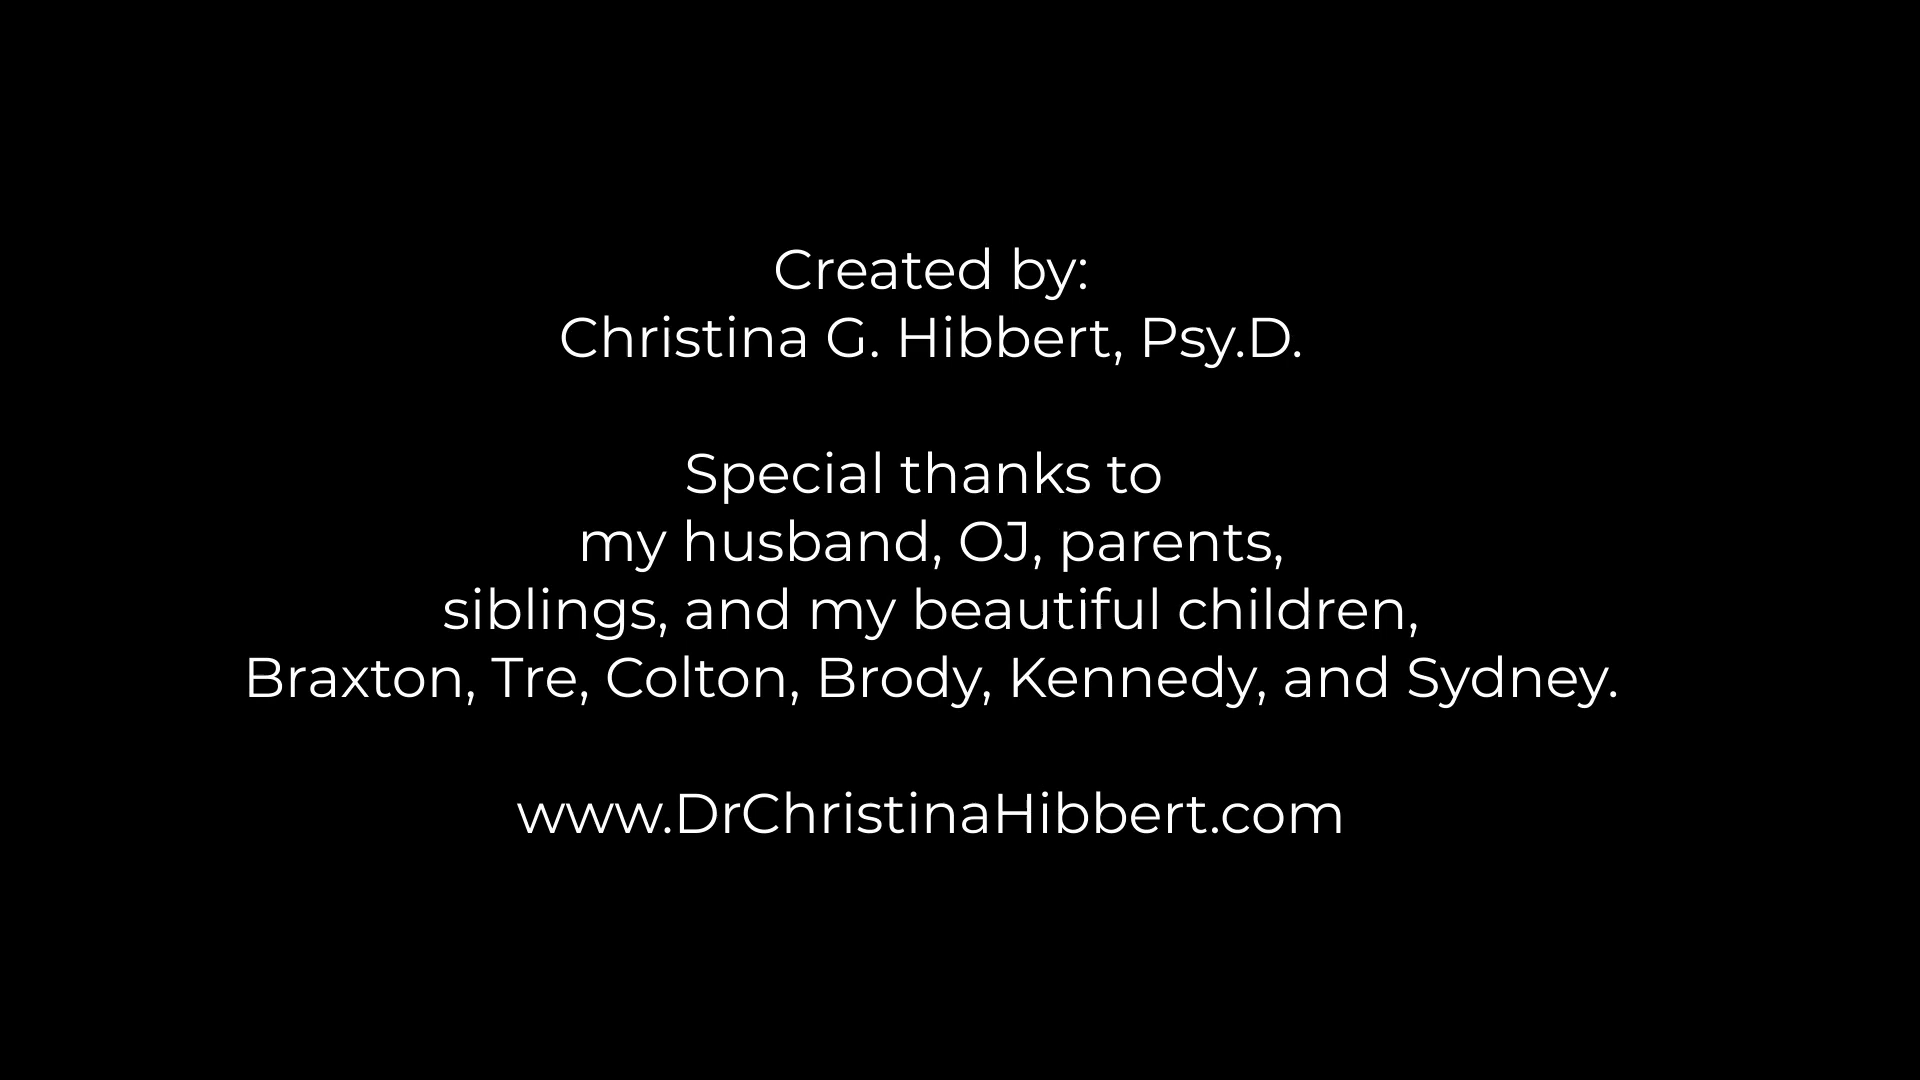 Created by:
Christina G. Hibbert, Psy.D.
Special thanks to
my husband, OJ, parents,
siblings, and my beautiful children,
Braxton, Tre, Colton, Brody, Kennedy, and Sydney.
www.DrChristinaHibbert.com